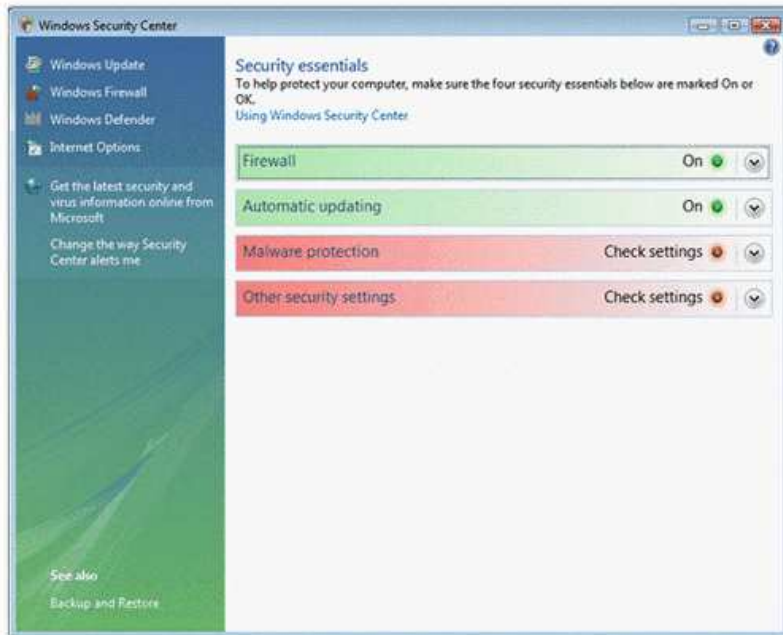 Windows Security Center
Windows Update
Windows Firewall
Windows Defender
Internet Options
Get the latest security and
virus information online from
Microsoft
Change the way Security
Center alerts me
See also
Backup and Restore
Security essentials
To help protect your computer, make sure the four security essentials below are marked On or
OK.
Using Windows Security Center
Firewall On
Automatic updating On
Malware protection Check settings
Other security settings Check settings